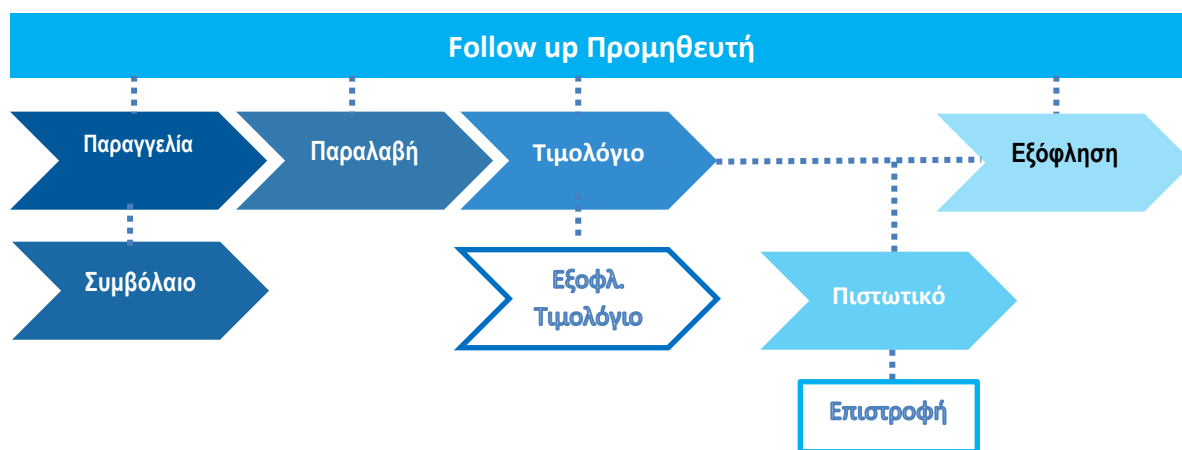 Follow up Προμηθευτή
Παραγγελία
Παραλαβή
Τιμολόγιο
Εξόφληση
Συμβόλαιο
Εξοφλ.
Τιμολόγιο
Πιστωτικό
Επιστροφή